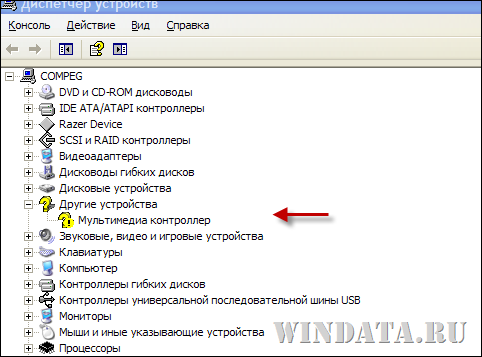 Диспетчер устройств
Консоль Действие Вид Справка
COMPEG
DVD и CD-ROM дисководы
IDE ATA/ATAPI контроллеры
Razer Device
SCSI и RAID контроллеры
Видеоадаптеры
Дисководы гибких дисков
Дисковые устройства
Другие устройства
Мультимедиа контроллер
Звуковые, видео и игровые устройства
Клавиатуры
Компьютер
Контроллеры гибких дисков
Контроллеры универсальной последовательной шины USB
Мониторы
Мыши и иные указывающие устройства
Процессоры
WINDATA.RU